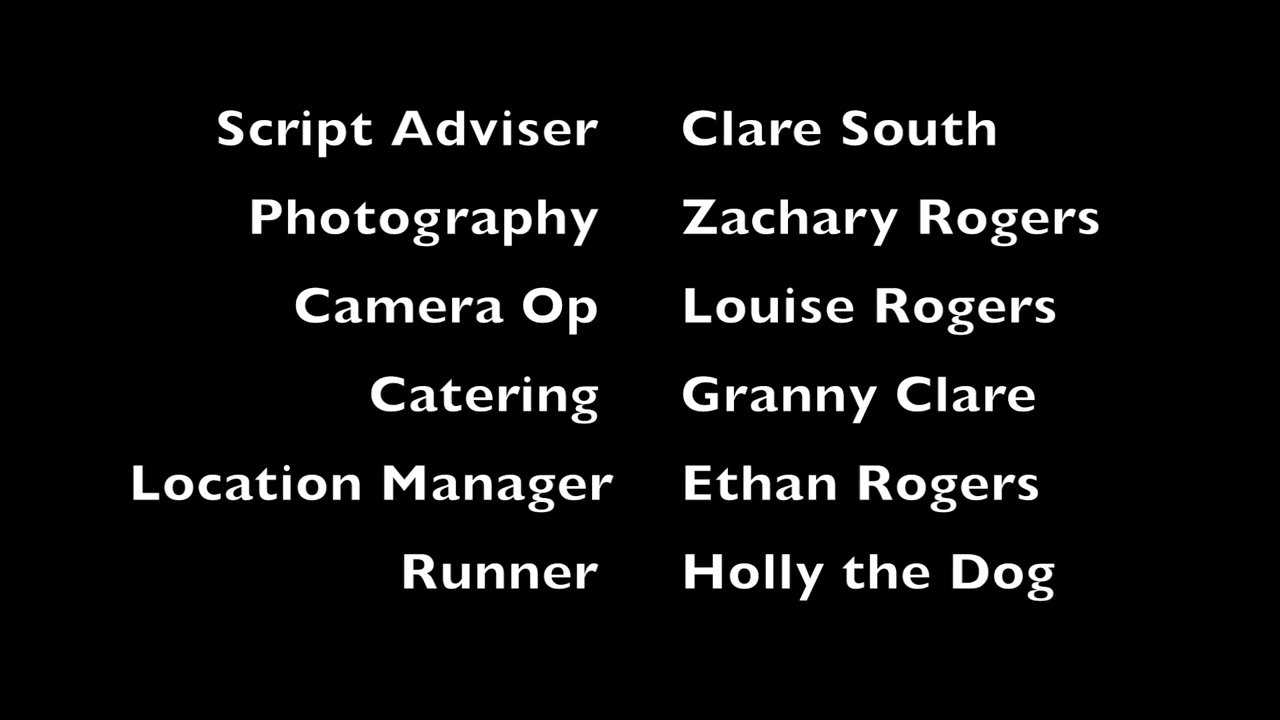 Script Adviser Clare South
Photography Zachary Rogers
Camera Op Louise Rogers
Catering Granny Clare
Location Manager Ethan Rogers
Runner Holly the Dog